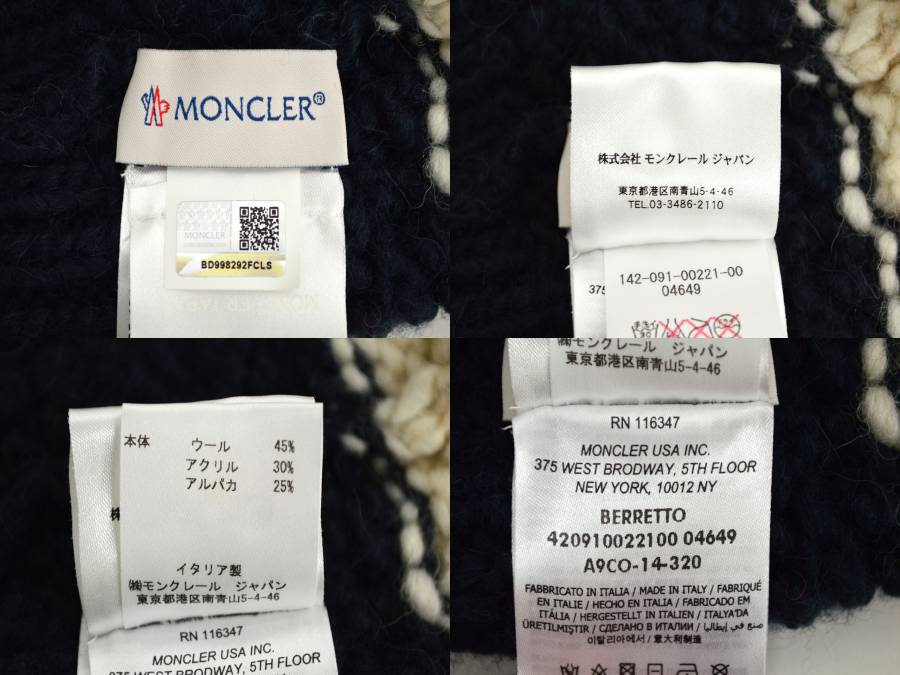 MONCLER®
MONCLER
BD998292FCLS
株式会社 モンクレール ジャパン
東京都港区南青山5-4-46
TEL.03-3486-2110
142-091-00221-00
04649
本体 ウール 45%
アクリル 30%
アルパカ 25%
イタリア製
㈱モンクレール ジャパン
東京都港区南青山5-4-46
RN 116347
MONCLER USA INC.
375 WEST BRODWAY, 5TH FLOOR
㈱モンクレール ジャパン
東京都港区南青山5-4-46
RN 116347
MONCLER USA INC.
375 WEST BRODWAY, 5TH FLOOR
NEW YORK, 10012 NY
BERRETTO
420910022100 04649
A9CO-14-320
FABBRICATO IN ITALIA / MADE IN ITALY / FABRIQUÉ
EN ITALIE / HECHO EN ITALIA / FABRICADO EM
ITÁLIA / HERGESTELLT IN ITALIEN / ITALYA'DA
ÜRETILMIŞTIR / СДЕЛАНО В ИТАЛИИ / صنع في إيطاليا
이탈리아에서 / 意大利制造